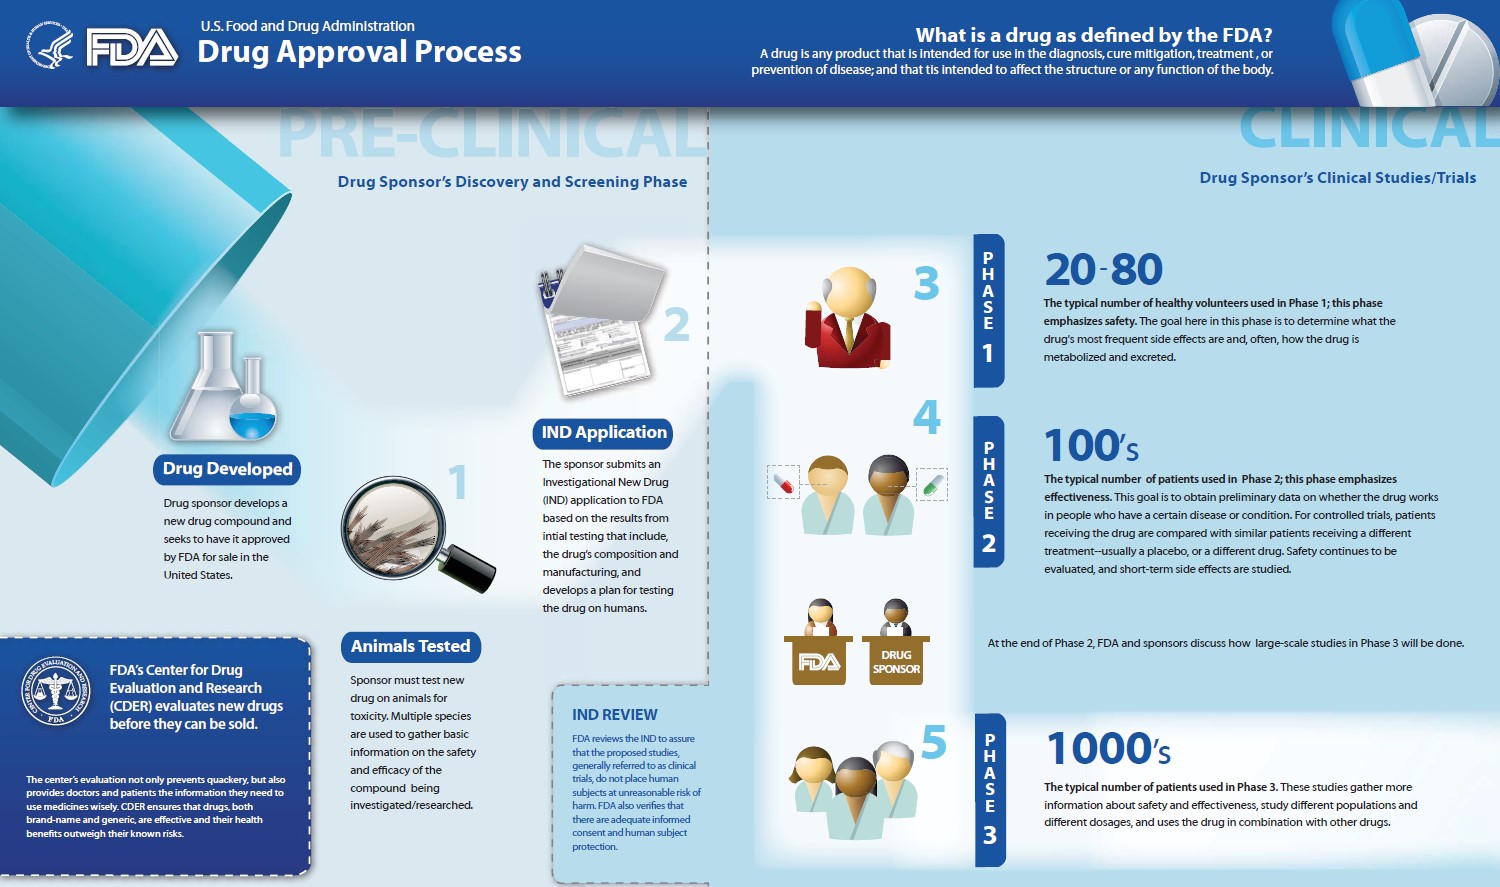 FDA
U.S. Food and Drug Administration
Drug Approval Process
What is a drug as defined by the FDA?
A drug is any product that is intended for use in the diagnosis, cure mitigation, treatment , or
prevention of disease; and that tis intended to affect the structure or any function of the body.
PRE-CLINICAL
Drug Sponsor's Discovery and Screening Phase
Drug Developed
Drug sponsor develops a
new drug compound and
seeks to have it approved
by FDA for sale in the
United States.
1
Animals Tested
Sponsor must test new
drug on animals for
toxicity. Multiple species
are used to gather basic
information on the safety
and efficacy of the
compound being
investigated/researched.
2
IND Application
The sponsor submits an
Investigational New Drug
(IND) application to FDA
based on the results from
intial testing that include,
the drug's composition and
manufacturing, and
develops a plan for testing
the drug on humans.
IND REVIEW
FDA reviews the IND to assure
that the proposed studies,
generally referred to as clinical
trials, do not place human
subjects at unreasonable risk of
harm. FDA also verifies that
there are adequate informed
consent and human subject
protection.
CENTER FOR DRUG EVALUATION AND RESEARCH
FDA
FDA's Center for Drug
Evaluation and Research
(CDER) evaluates new drugs
before they can be sold.
The center's evaluation not only prevents quackery, but also
provides doctors and patients the information they need to
use medicines wisely. CDER ensures that drugs, both
brand-name and generic, are effective and their health
benefits outweigh their known risks.
CLINICAL
Drug Sponsor's Clinical Studies/Trials
3
PHASE 1
20-80
The typical number of healthy volunteers used in Phase 1; this phase
emphasizes safety. The goal here in this phase is to determine what the
drug's most frequent side effects are and, often, how the drug is
metabolized and excreted.
4
PHASE 2
100's
The typical number of patients used in Phase 2; this phase emphasizes
effectiveness. This goal is to obtain preliminary data on whether the drug works
in people who have a certain disease or condition. For controlled trials, patients
receiving the drug are compared with similar patients receiving a different
treatment--usually a placebo, or a different drug. Safety continues to be
evaluated, and short-term side effects are studied.
FDA
DRUG
SPONSOR
At the end of Phase 2, FDA and sponsors discuss how large-scale studies in Phase 3 will be done.
5
PHASE 3
1000's
The typical number of patients used in Phase 3. These studies gather more
information about safety and effectiveness, study different populations and
different dosages, and uses the drug in combination with other drugs.